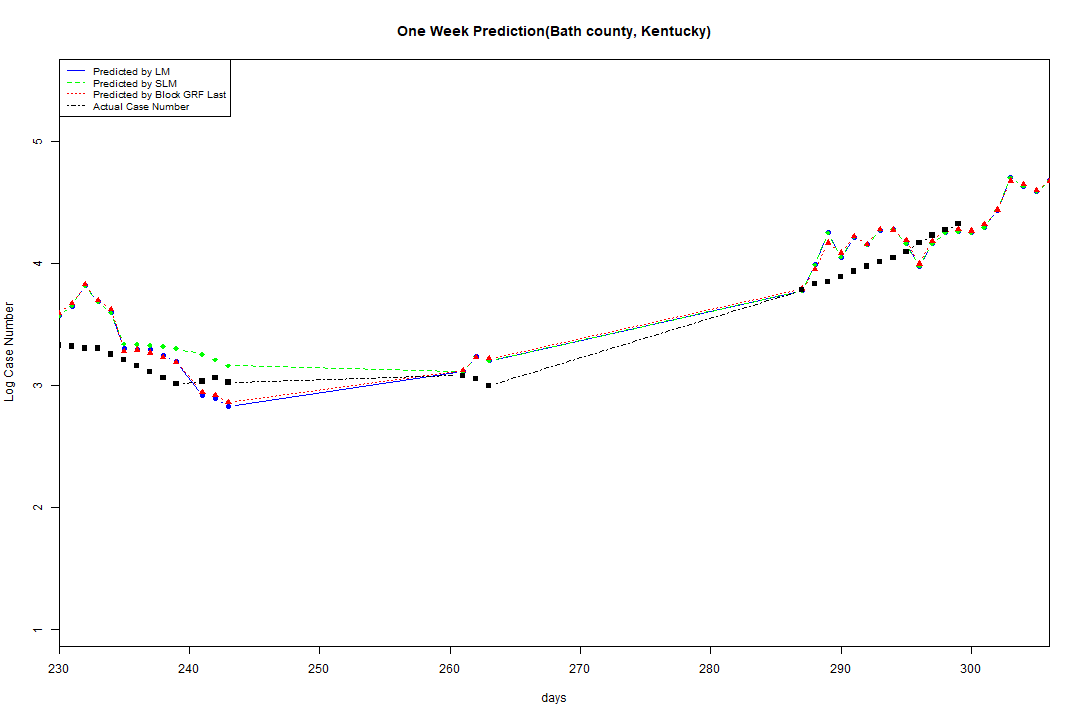 One Week Prediction(Bath county, Kentucky)
Predicted by LM
Predicted by SLM
Predicted by Block GRF Last
Actual Case Number
5
4
3
2
1
Log Case Number
230 240 250 260 270 280 290 300
days